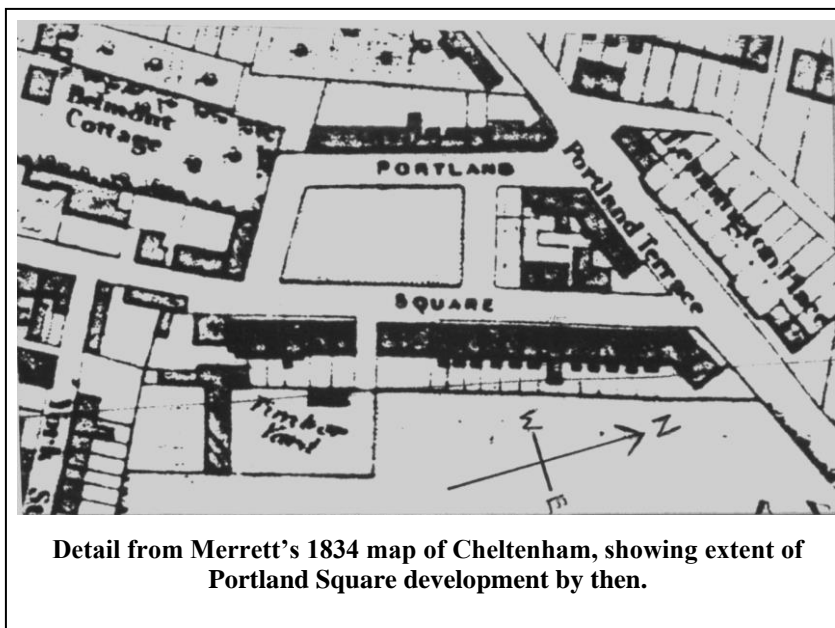 Belmont
Cottage
PORTLAND
Portland Terrace
Place
SQUARE
Timber
Yard
N
W
E
Detail from Merrett’s 1834 map of Cheltenham, showing extent of
Portland Square development by then.